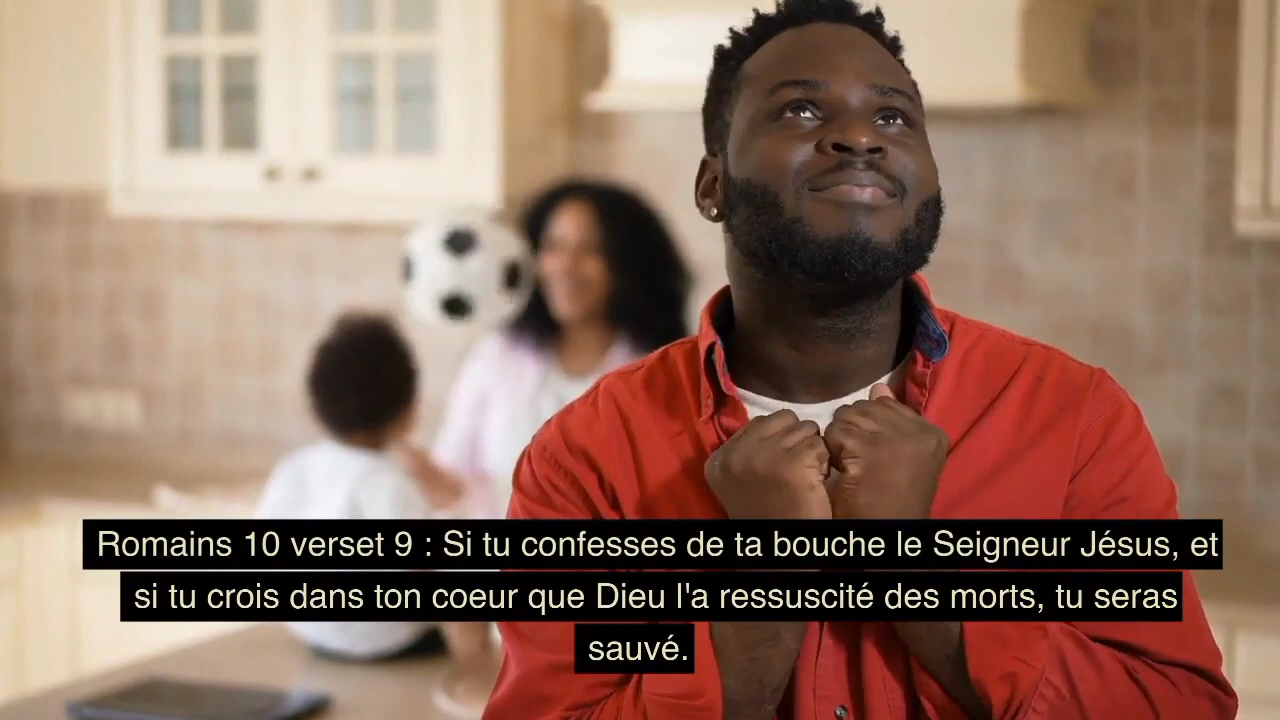 Romains 10 verset 9 : Si tu confesses de ta bouche le Seigneur Jésus, et
si tu crois dans ton coeur que Dieu l'a ressuscité des morts, tu seras
sauvé.